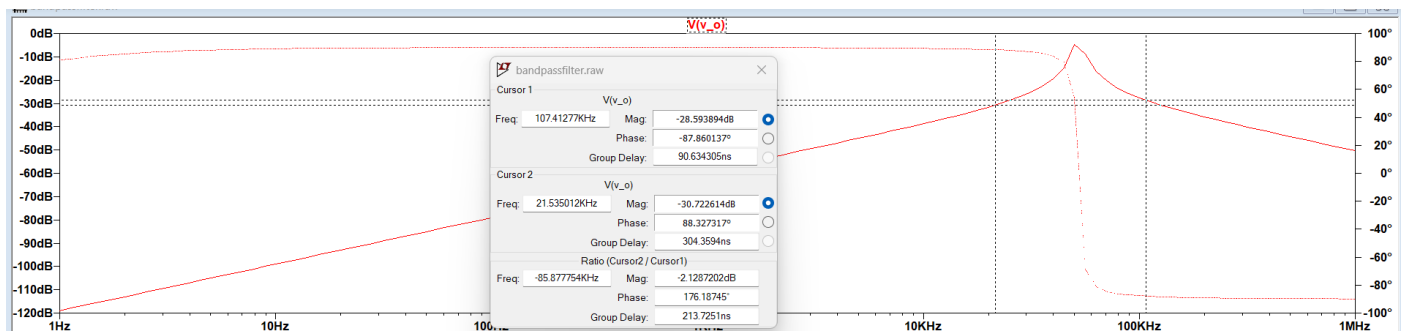 V(v_o)
0dB
-10dB
-20dB
-30dB
-40dB
-50dB
-60dB
-70dB
-80dB
-90dB
-100dB
-110dB
-120dB
bandpassfilter.raw
Cursor 1
V(v_o)
Freq: 107.41277KHz Mag: -28.593894dB
Phase: -87.860137°
Group Delay: 90.634305ns
Cursor 2
V(v_o)
Freq: 21.535012KHz Mag: -30.722614dB
Phase: 88.327317°
Group Delay: 304.3594ns
Ratio (Cursor2 / Cursor1)
Freq: -85.877754KHz Mag: -2.1287202dB
Phase: 176.18745°
Group Delay: 213.7251ns
100°
80°
60°
40°
20°
0°
-20°
-40°
-60°
-80°
-100°
1Hz 10Hz 10KHz 100KHz 1MHz